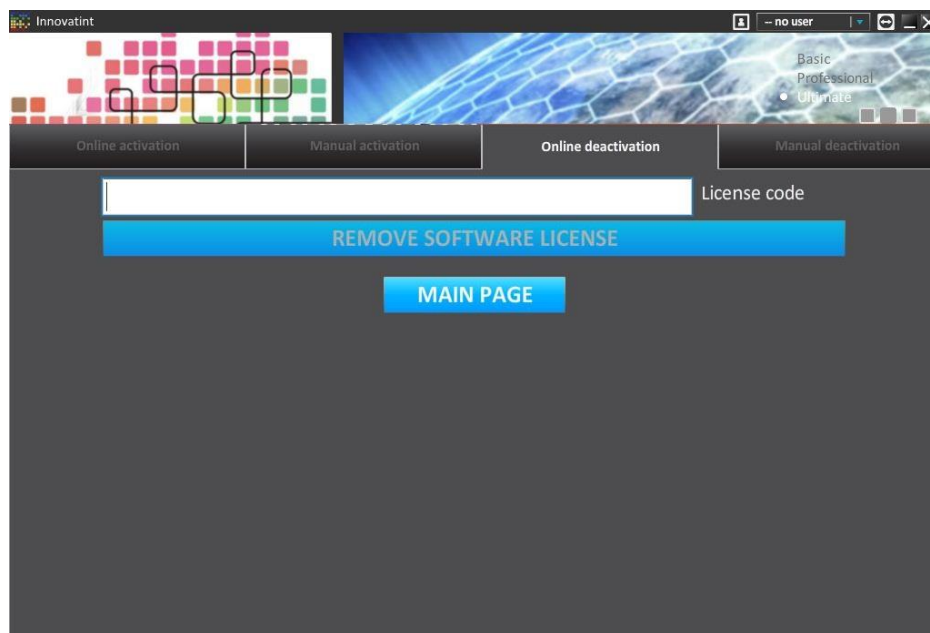 Innovatint
-- no user
Basic
Professional
Ultimate
Online activation
Manual activation
Online deactivation
Manual deactivation
License code
REMOVE SOFTWARE LICENSE
MAIN PAGE